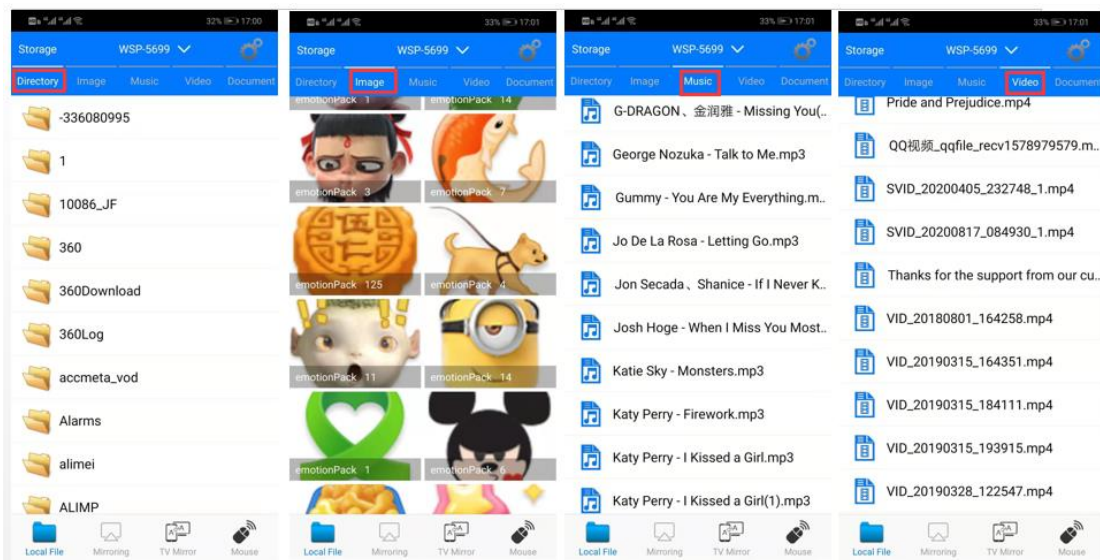 32% 17:00
Storage WSP-5699
Directory Image Music Video Document
-336080995
1
10086_JF
360
360Download
360Log
accmeta_vod
Alarms
alimei
ALIMP
Local File Mirroring TV Mirror Mouse
33% 17:01
Storage WSP-5699
Directory Image Music Video Document
emotionPack 1 emotionPack 14
emotionPack 3 emotionPack 7
伍
仁
emotionPack 125 emotionPack 4
emotionPack 11 emotionPack 14
emotionPack 1 emotionPack 6
Local File Mirroring TV Mirror Mouse
33% 17:01
Storage WSP-5699
Directory Image Music Video Document
G-DRAGON、金润雅 - Missing You(..
George Nozuka - Talk to Me.mp3
Gummy - You Are My Everything.m..
Jo De La Rosa - Letting Go.mp3
Jon Secada、Shanice - If I Never K..
Josh Hoge - When I Miss You Most..
Katie Sky - Monsters.mp3
Katy Perry - Firework.mp3
Katy Perry - I Kissed a Girl.mp3
Katy Perry - I Kissed a Girl(1).mp3
Local File Mirroring TV Mirror Mouse
33% 17:01
Storage WSP-5699
Directory Image Music Video Document
Pride and Prejudice.mp4
QQ视频_qqfile_recv1578979579.m..
SVID_20200405_232748_1.mp4
SVID_20200817_084930_1.mp4
Thanks for the support from our cu..
VID_20180801_164258.mp4
VID_20190315_164351.mp4
VID_20190315_184111.mp4
VID_20190315_193915.mp4
VID_20190328_122547.mp4
Local File Mirroring TV Mirror Mouse